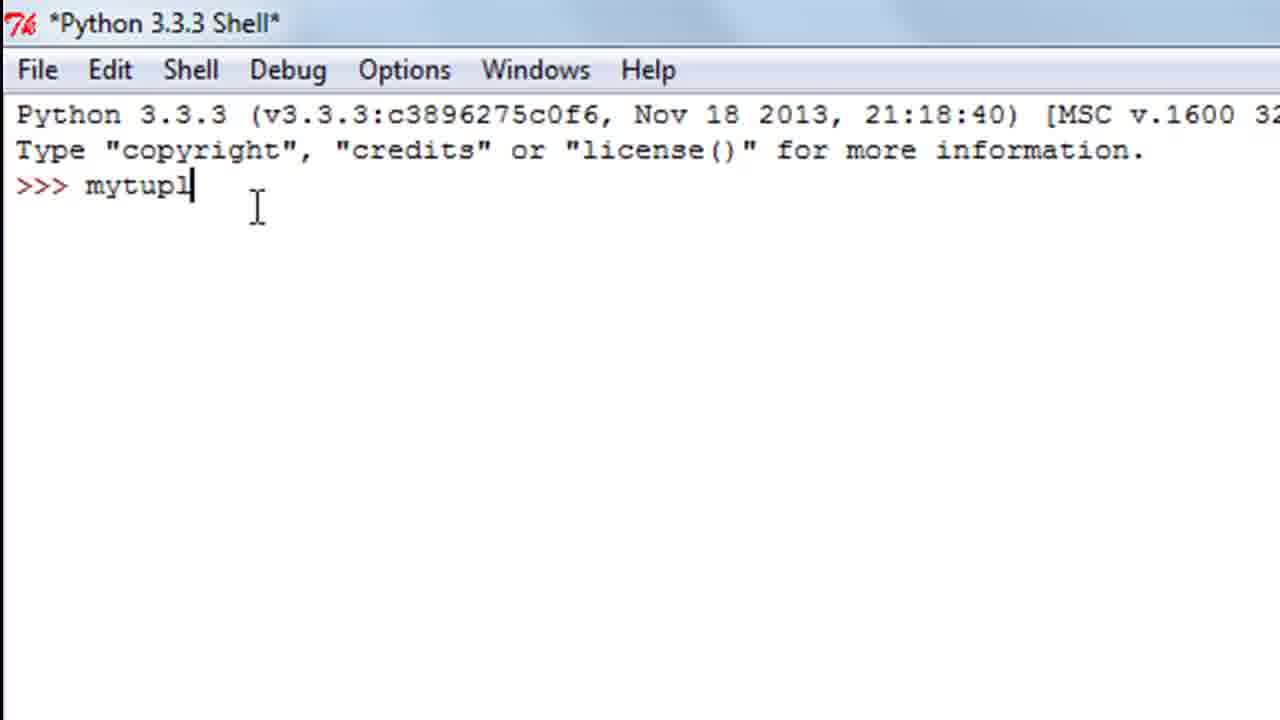 *Python 3.3.3 Shell*
File Edit Shell Debug Options Windows Help
Python 3.3.3 (v3.3.3:c3896275c0f6, Nov 18 2013, 21:18:40) [MSC v.1600 32
Type "copyright", "credits" or "license()" for more information.
>>> mytupl